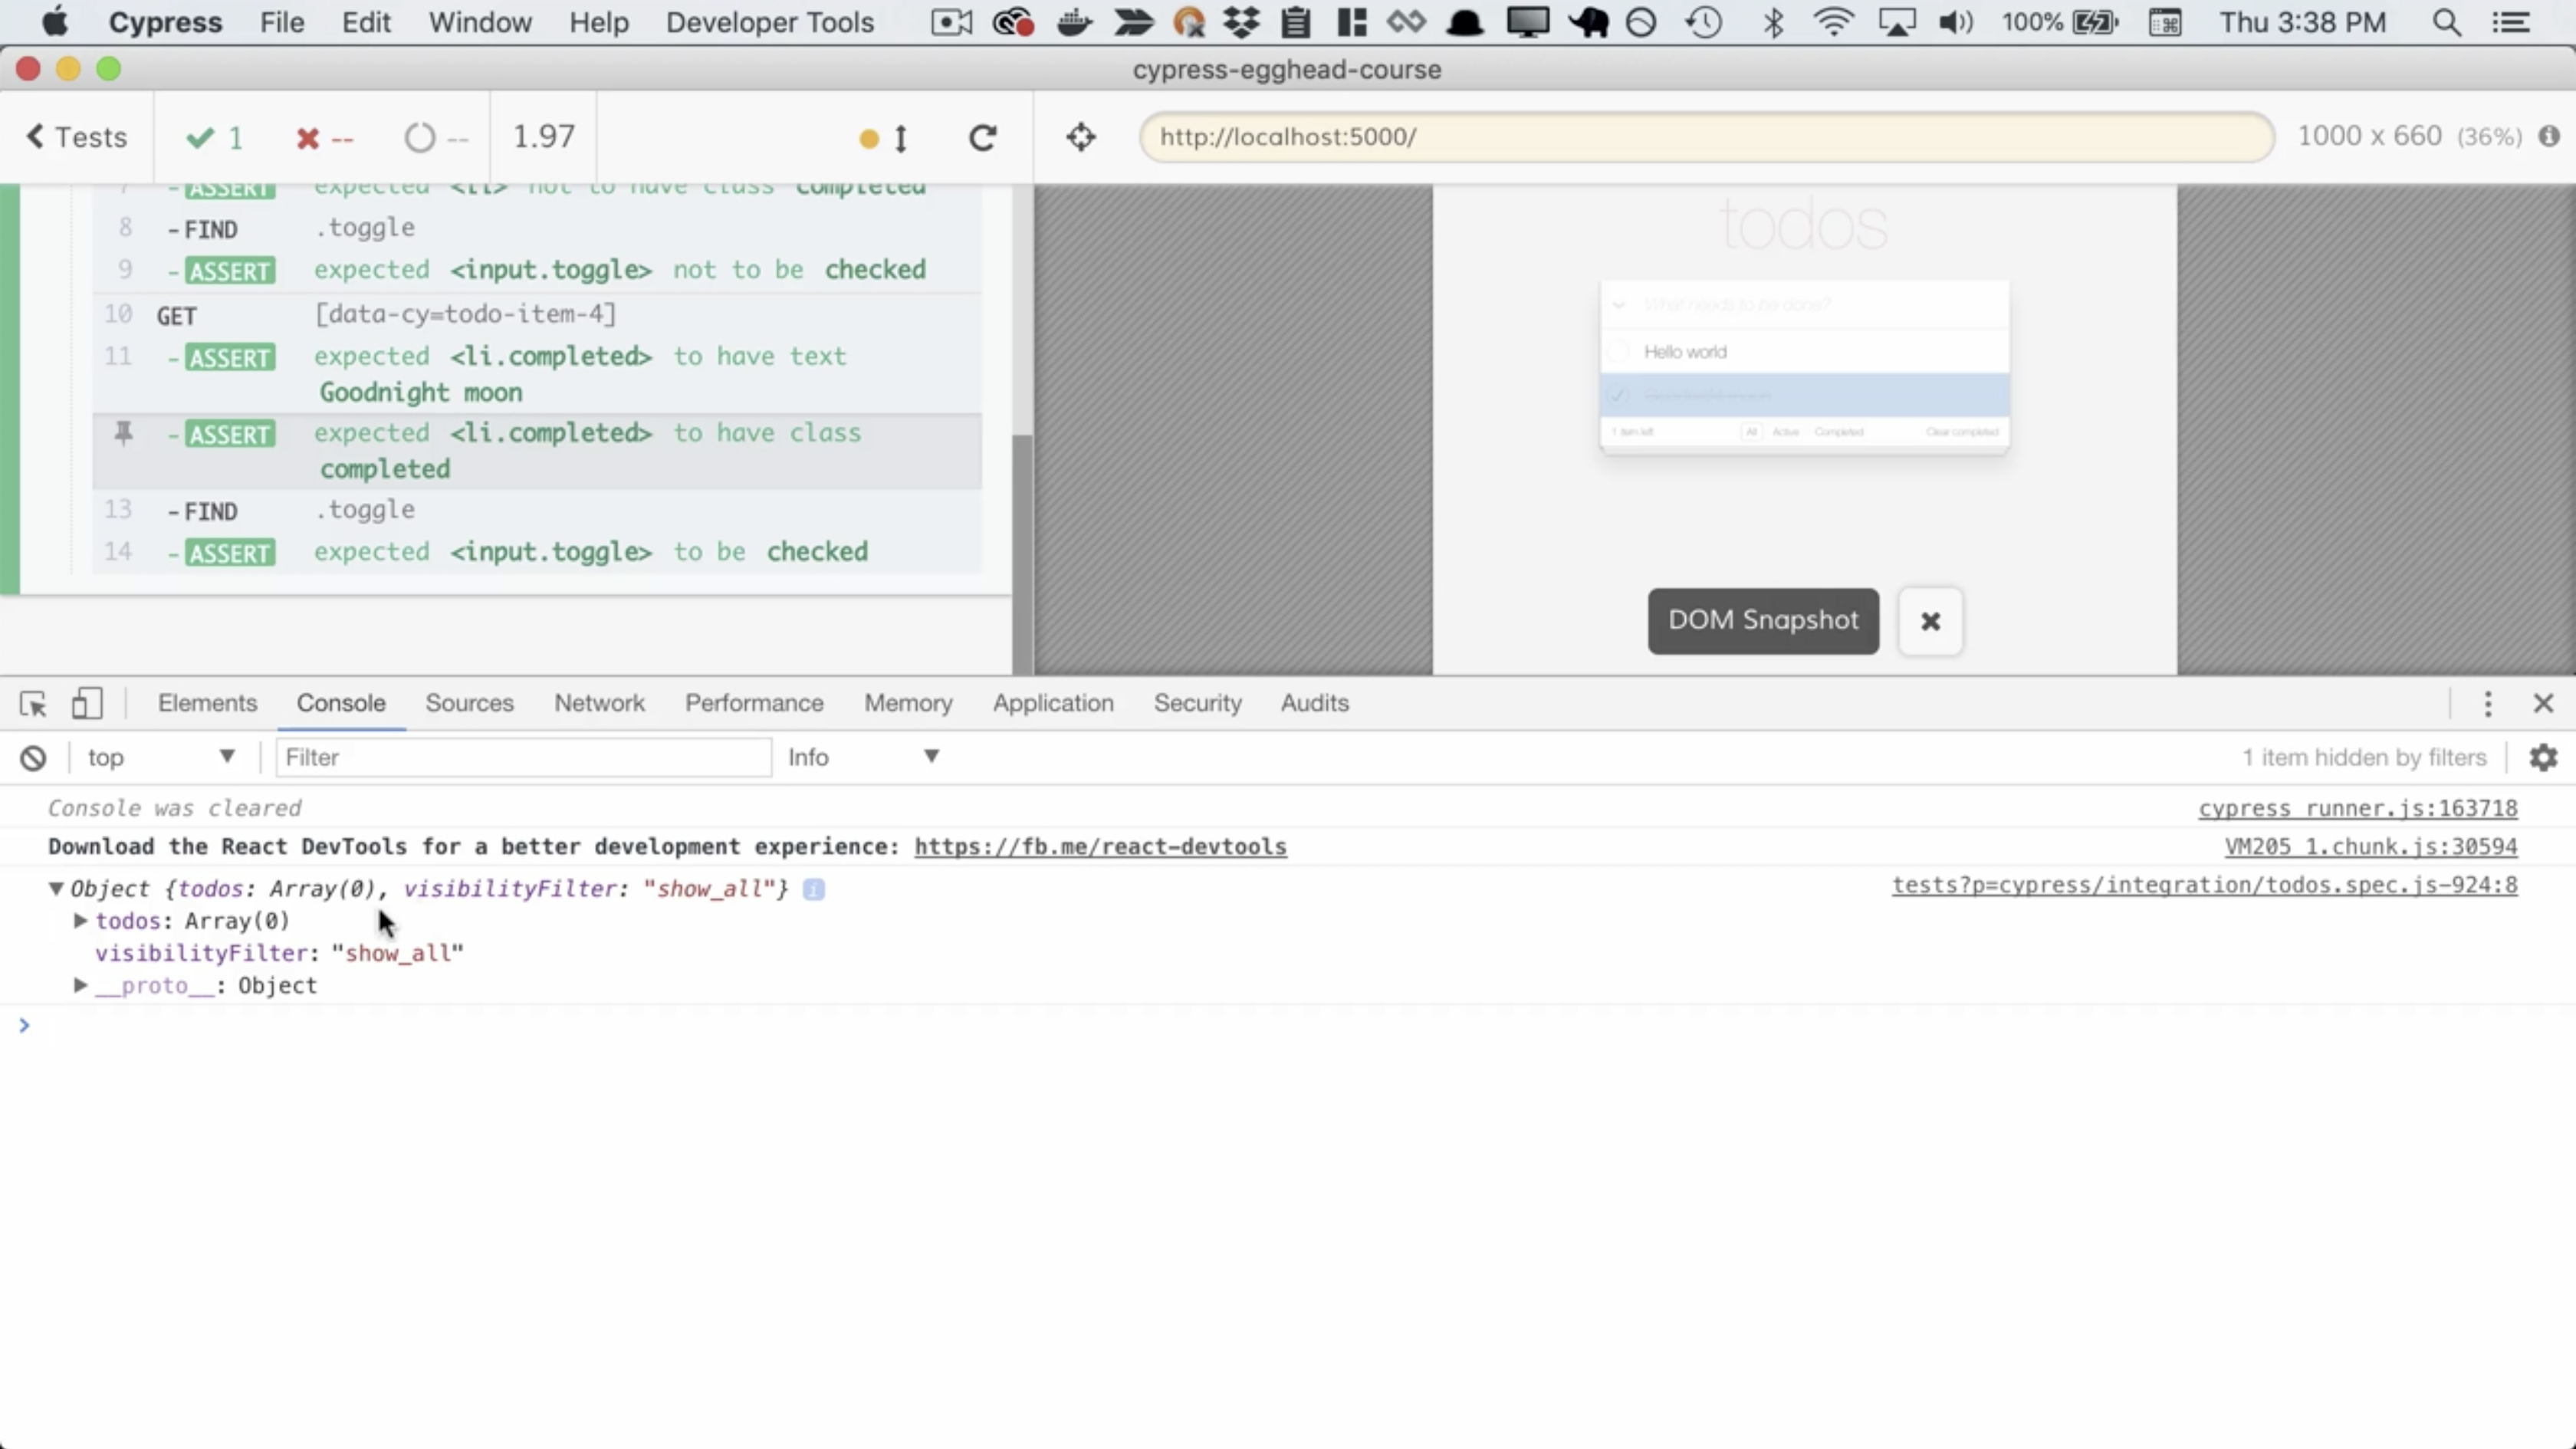 Cypress File Edit Window Help Developer Tools 100% Thu 3:38 PM
cypress-egghead-course
Tests 1 -- -- 1.97 http://localhost:5000/ 1000 x 660 (36%)
7 -ASSERT expected <li> not to have class completed
8 -FIND .toggle
9 -ASSERT expected <input.toggle> not to be checked
10 GET [data-cy=todo-item-4]
11 -ASSERT expected <li.completed> to have text
Goodnight moon
-ASSERT expected <li.completed> to have class
completed
13 -FIND .toggle
14 -ASSERT expected <input.toggle> to be checked
todos
What needs to be done?
Hello world
1 item left All Active Completed Clear completed
DOM Snapshot
Elements Console Sources Network Performance Memory Application Security Audits
top Filter Info 1 item hidden by filters
Console was cleared cypress runner.js:163718
Download the React DevTools for a better development experience: https://fb.me/react-devtools VM205 1.chunk.js:30594
Object {todos: Array(0), visibilityFilter: "show_all"} tests?p=cypress/integration/todos.spec.js-924:8
todos: Array(0)
visibilityFilter: "show_all"
__proto__: Object